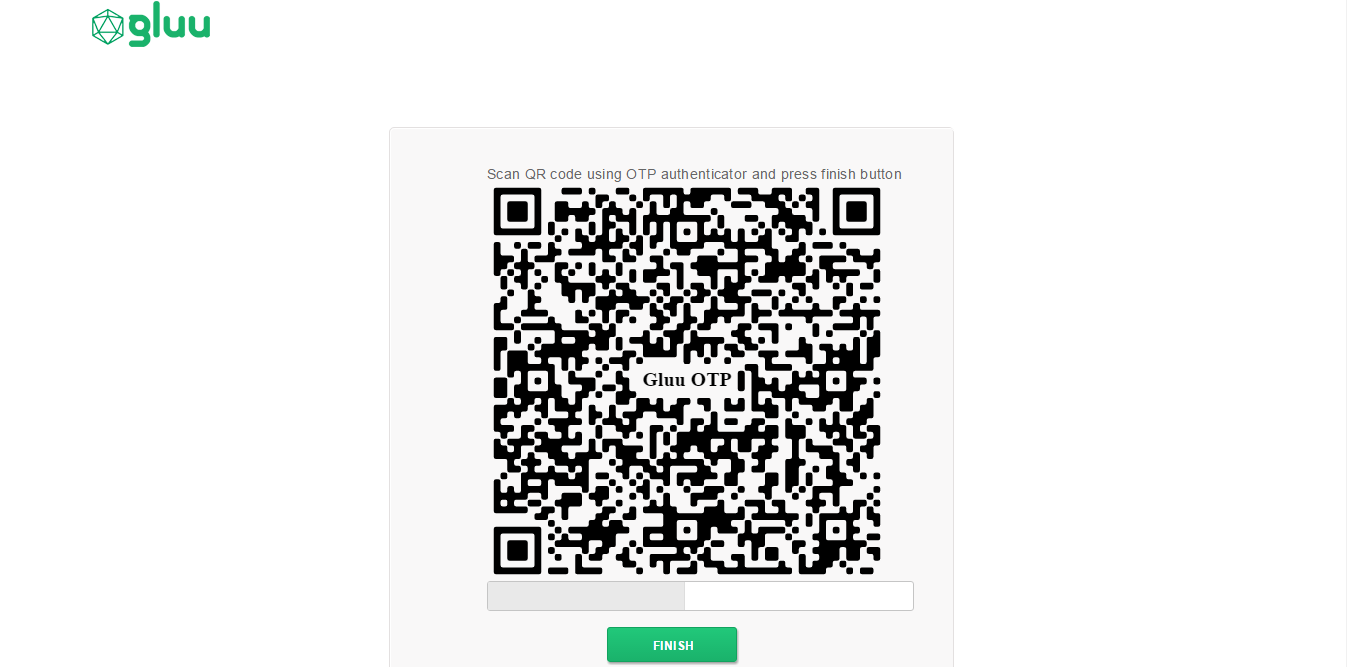 gluu
Scan QR code using OTP authenticator and press finish button
Gluu OTP
FINISH